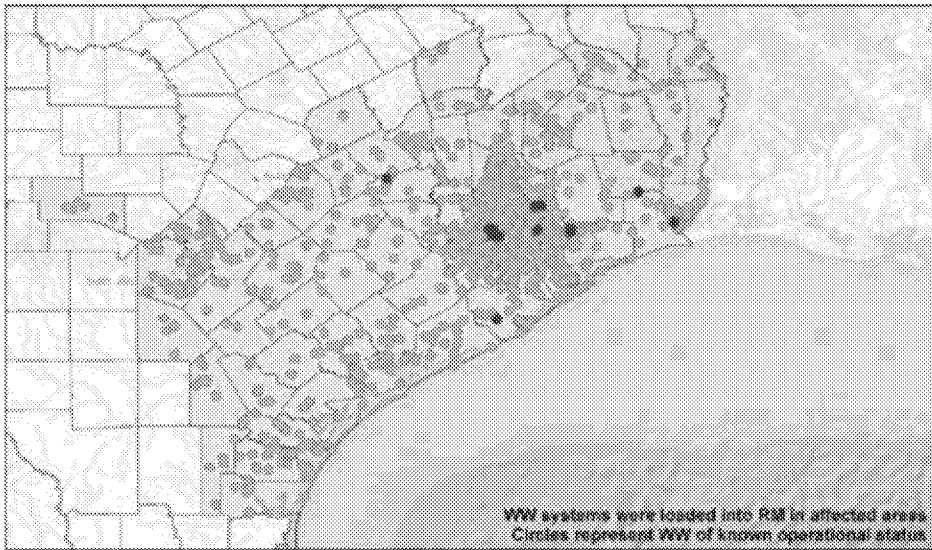 WW systems were loaded into RM in affected areas
Circles represent WW of known operational status